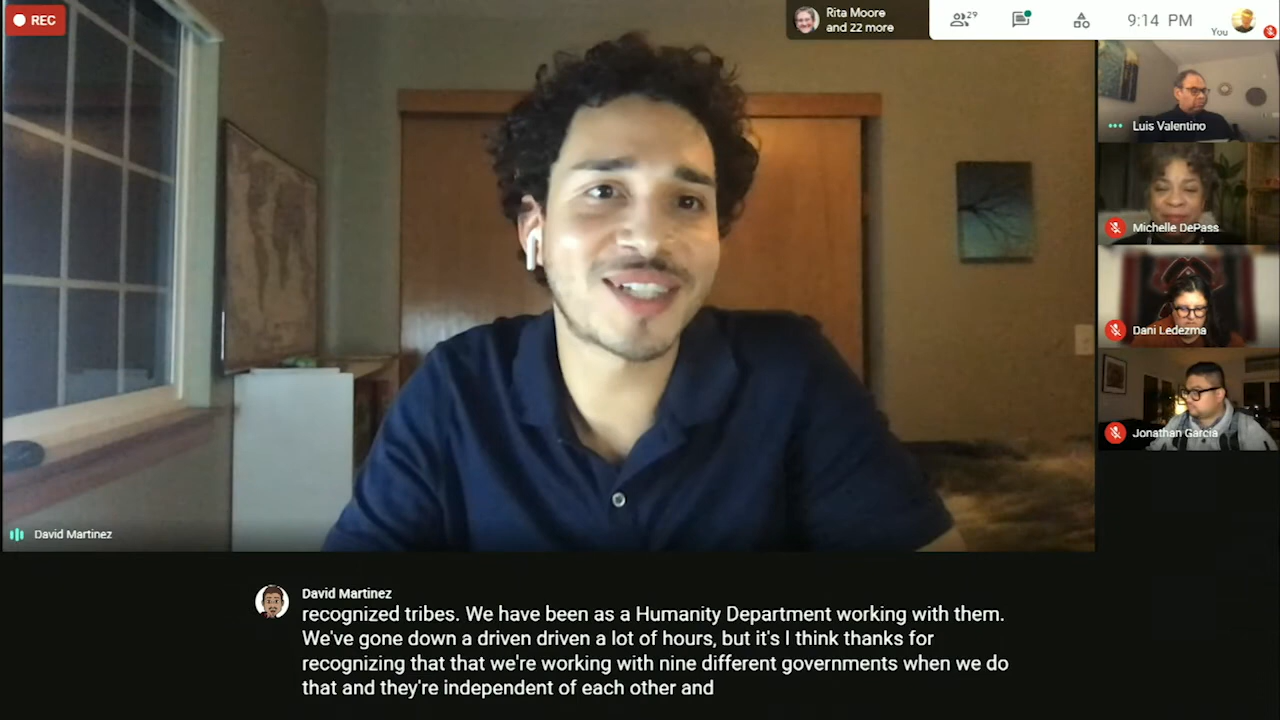 REC
Rita Moore
and 22 more
29
9:14 PM
You
Luis Valentino
Michelle DePass
Dani Ledezma
Jonathan Garcia
David Martinez
David Martinez
recognized tribes. We have been as a Humanity Department working with them.
We've gone down a driven driven a lot of hours, but it's I think thanks for
recognizing that that we're working with nine different governments when we do
that and they're independent of each other and